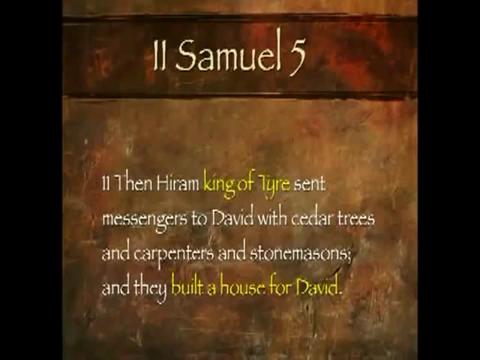 II Samuel 5
11 Then Hiram king of Tyre sent
messengers to David with cedar trees
and carpenters and stonemasons;
and they built a house for David.